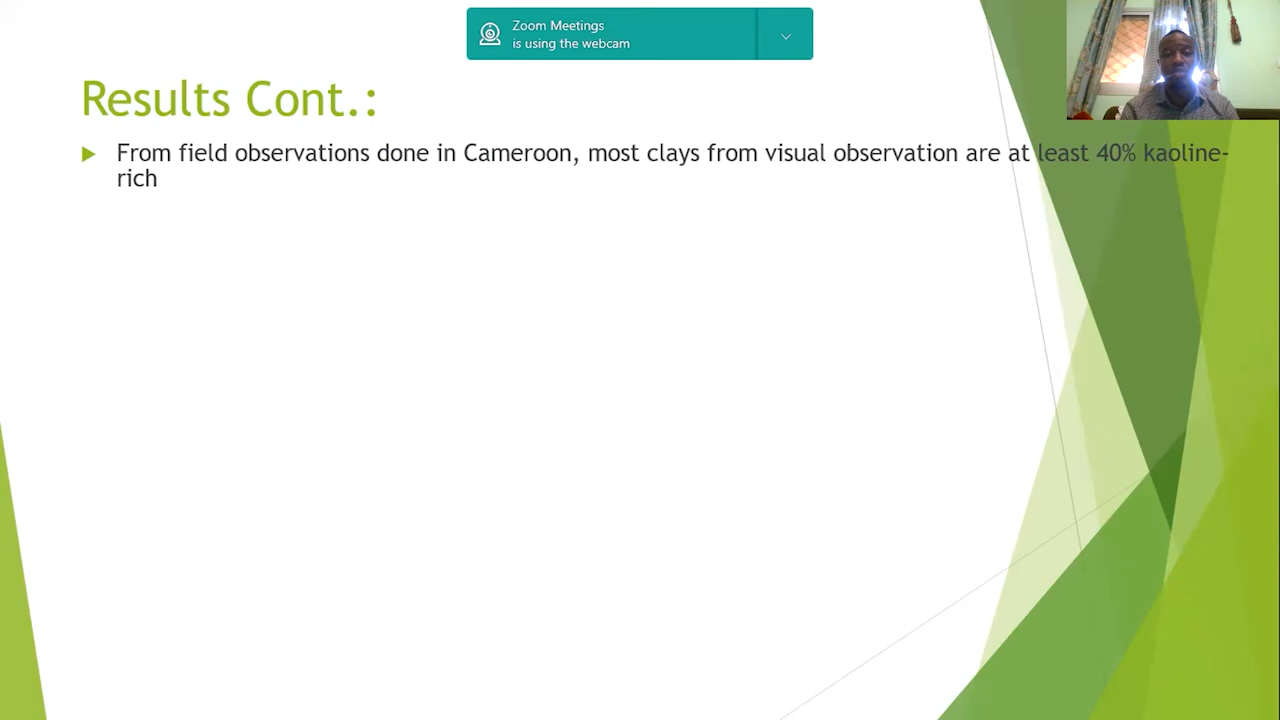 Zoom Meetings
is using the webcam
Results Cont.:
From field observations done in Cameroon, most clays from visual observation are at least 40% kaoline-
rich